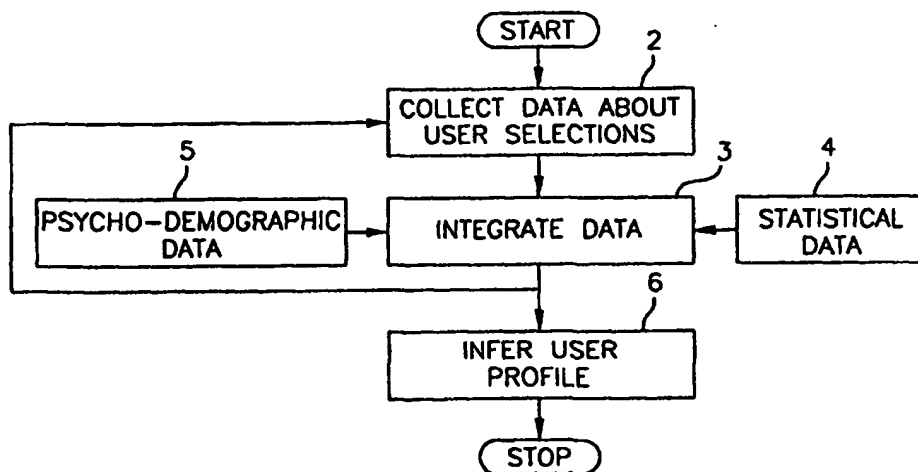 START
2
COLLECT DATA ABOUT
USER SELECTIONS
5
3
4
PSYCHO-DEMOGRAPHIC
DATA
INTEGRATE DATA
STATISTICAL
DATA
6
INFER USER
PROFILE
STOP